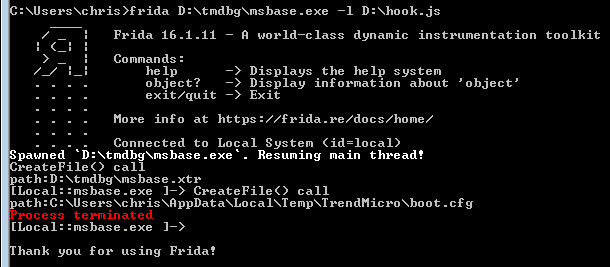 C:\Users\chris>frida D:\tmdbg\msbase.exe -l D:\hook.js
     ____
    / _  |   Frida 16.1.11 - A world-class dynamic instrumentation toolkit
   | (_| |
    > _  |   Commands:
   /_/ |_|       help      -> Displays the help system
   . . . .       object?   -> Display information about 'object'
   . . . .       exit/quit -> Exit
   . . . .
   . . . .   More info at https://frida.re/docs/home/
   . . . .
   . . . .   Connected to Local System (id=local)
Spawned `D:\tmdbg\msbase.exe`. Resuming main thread!
CreateFile() call
path:D:\tmdbg\msbase.xtr
[Local::msbase.exe ]-> CreateFile() call
path:C:\Users\chris\AppData\Local\Temp\TrendMicro\boot.cfg
Process terminated
[Local::msbase.exe ]->
Thank you for using Frida!